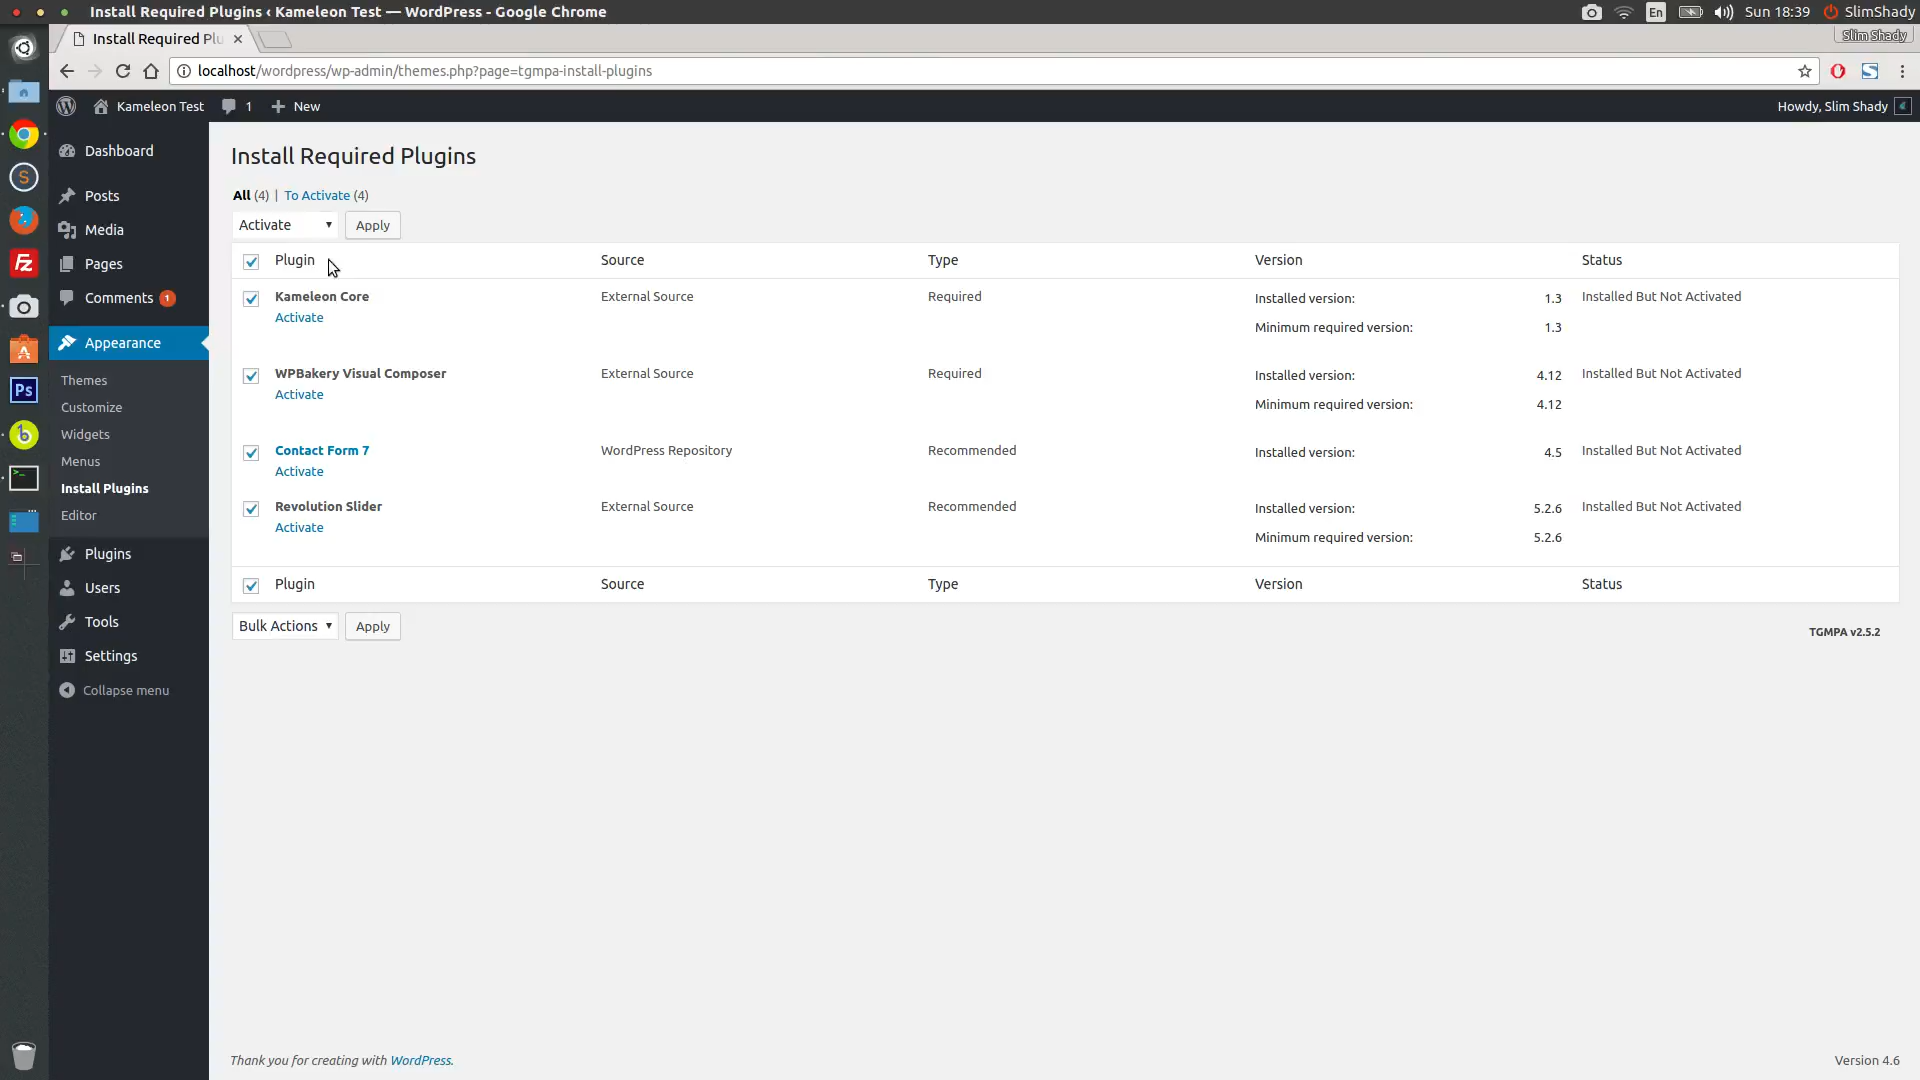 Install Required Plugins ‹ Kameleon Test — WordPress - Google Chrome
En
Sun 18:39
SlimShady
Install Required Plu
Slim Shady
localhost/wordpress/wp-admin/themes.php?page=tgmpa-install-plugins
Kameleon Test
1
New
Howdy, Slim Shady
Dashboard
Posts
Media
Pages
Comments 1
Appearance
Themes
Customize
Widgets
Menus
Install Plugins
Editor
Plugins
Users
Tools
Settings
Collapse menu
Install Required Plugins
All (4) | To Activate (4)
Activate
Apply
Plugin Source Type Version Status
Kameleon Core External Source Required Installed version: 1.3 Installed But Not Activated
Activate Minimum required version: 1.3
WPBakery Visual Composer External Source Required Installed version: 4.12 Installed But Not Activated
Activate Minimum required version: 4.12
Contact Form 7 WordPress Repository Recommended Installed version: 4.5 Installed But Not Activated
Activate
Revolution Slider External Source Recommended Installed version: 5.2.6 Installed But Not Activated
Activate Minimum required version: 5.2.6
Plugin Source Type Version Status
Bulk Actions
Apply
TGMPA v2.5.2
Thank you for creating with WordPress.
Version 4.6
S
Fz
A
Ps
b